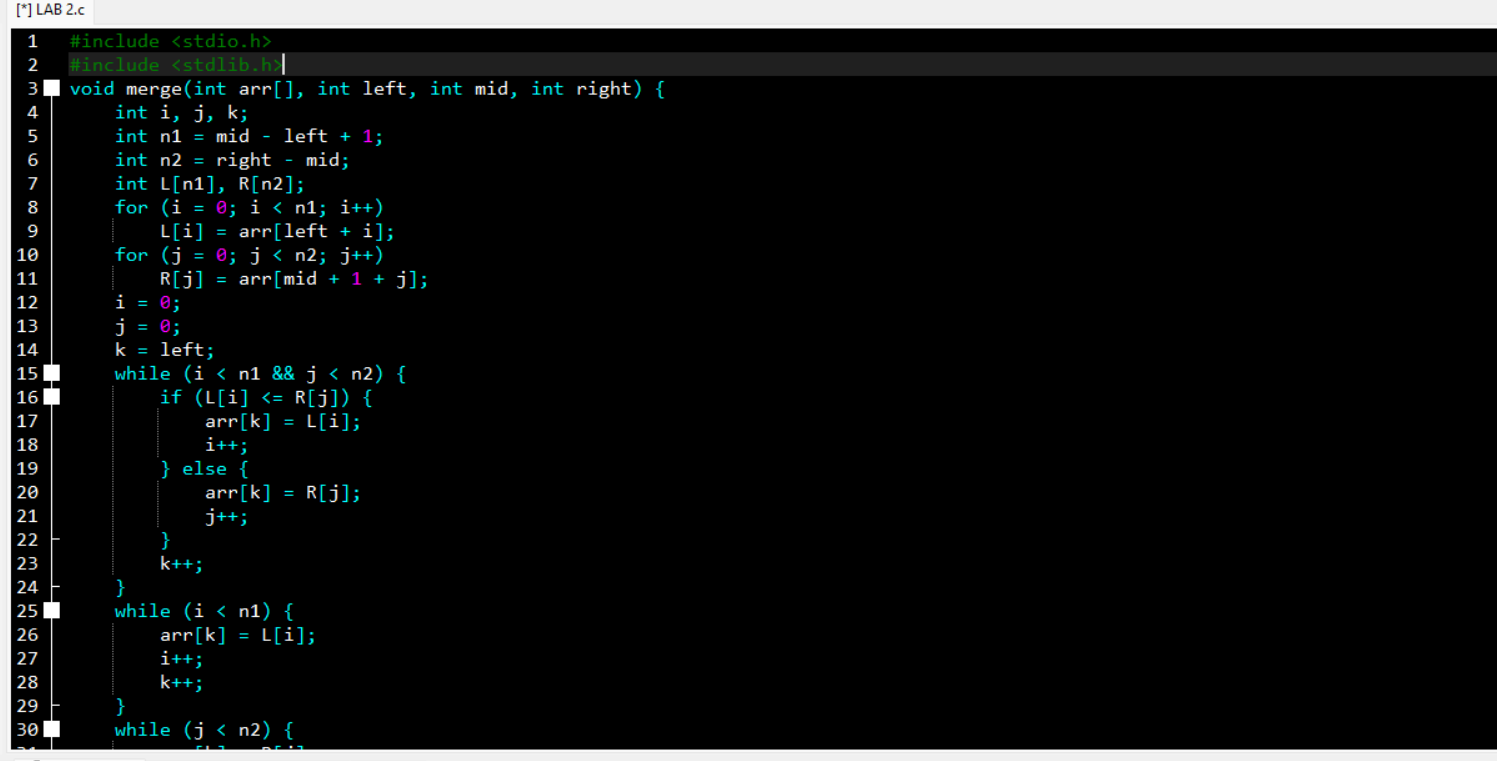 [*] LAB 2.c
1 #include <stdio.h>
2 #include <stdlib.h>
3 void merge(int arr[], int left, int mid, int right) {
4 int i, j, k;
5 int n1 = mid - left + 1;
6 int n2 = right - mid;
7 int L[n1], R[n2];
8 for (i = 0; i < n1; i++)
9 L[i] = arr[left + i];
10 for (j = 0; j < n2; j++)
11 R[j] = arr[mid + 1 + j];
12 i = 0;
13 j = 0;
14 k = left;
15 while (i < n1 && j < n2) {
16 if (L[i] <= R[j]) {
17 arr[k] = L[i];
18 i++;
19 } else {
20 arr[k] = R[j];
21 j++;
22 }
23 k++;
24 }
25 while (i < n1) {
26 arr[k] = L[i];
27 i++;
28 k++;
29 }
30 while (j < n2) {